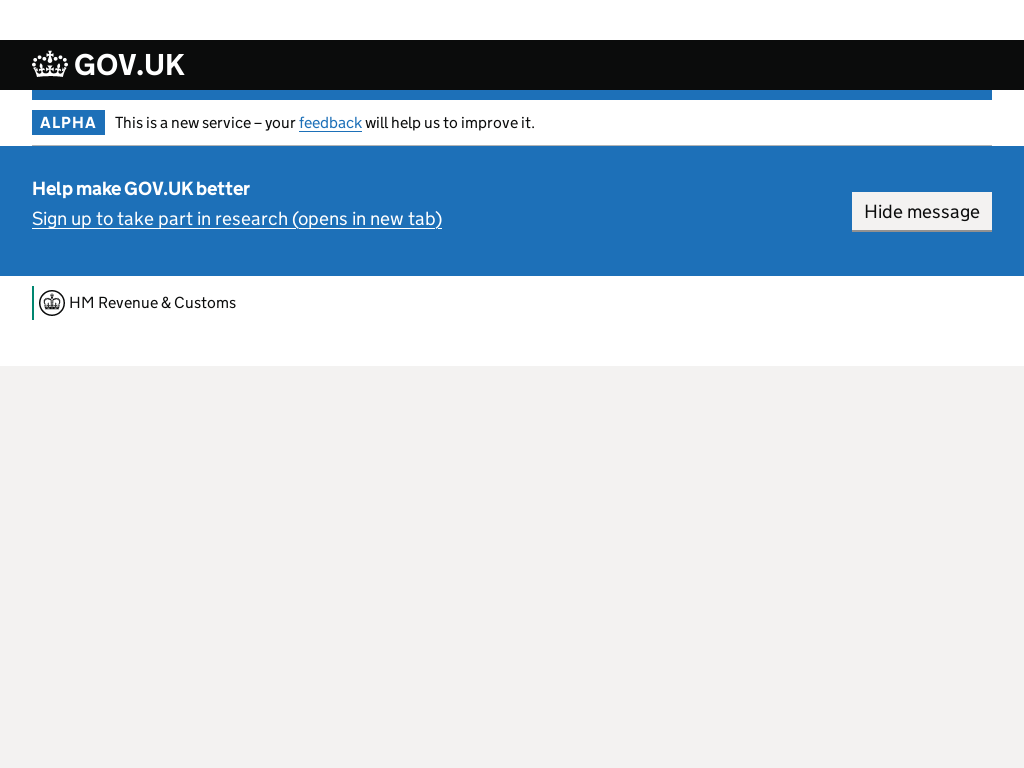 GOV.UK
ALPHA This is a new service – your feedback will help us to improve it.
Help make GOV.UK better
Sign up to take part in research (opens in new tab)
Hide message
HM Revenue & Customs